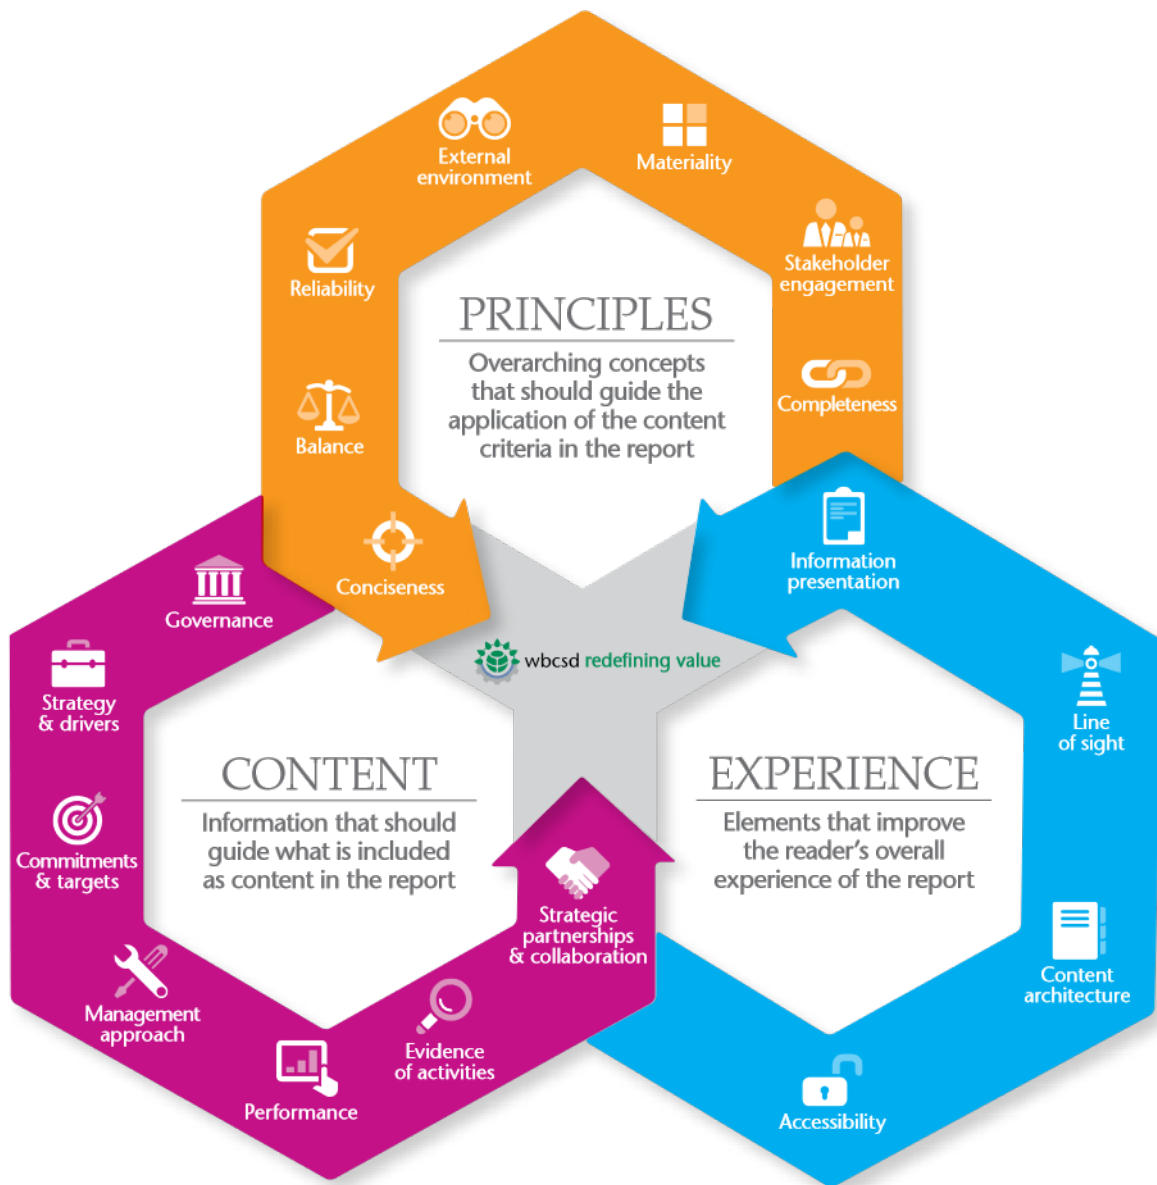 External
environment
Materiality
Stakeholder
engagement
Reliability
PRINCIPLES
Overarching concepts
that should guide the
application of the content
criteria in the report
Completeness
Balance
Conciseness
Information
presentation
Governance
wbcsd redefining value
Strategy
& drivers
Line
of sight
CONTENT
Information that should
guide what is included
as content in the report
EXPERIENCE
Elements that improve
the reader's overall
experience of the report
Commitments
& targets
Strategic
partnerships
& collaboration
Content
architecture
Management
approach
Evidence
of activities
Performance
Accessibility